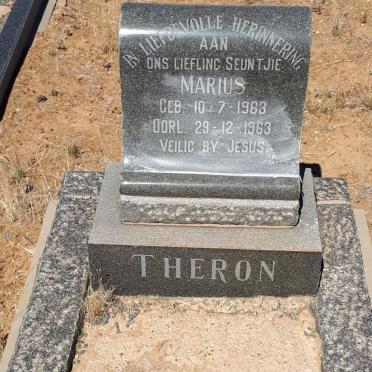 IN LIEFDEVOLLE HERINNERING
AAN
ONS LIEFLING SEUNTJIE
MARIUS
GEB. 10-7-1963
OORL. 29-12-1963
VEILIG BY JESUS.
THERON